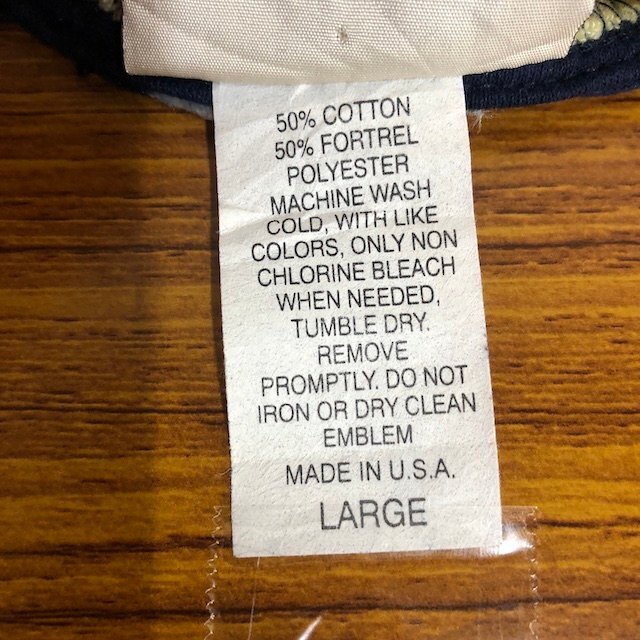 50% COTTON
50% FORTREL
POLYESTER
MACHINE WASH
COLD, WITH LIKE
COLORS, ONLY NON
CHLORINE BLEACH
WHEN NEEDED,
TUMBLE DRY.
REMOVE
PROMPTLY. DO NOT
IRON OR DRY CLEAN
EMBLEM
MADE IN U.S.A.
LARGE